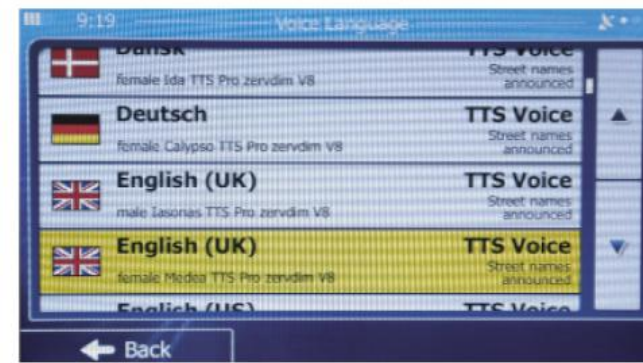 9:19 Voice Language
Dansk TTS Voice
female Ida TTS Pro zervdim V8 Street names
announced
Deutsch TTS Voice
female Calypso TTS Pro zervdim V8 Street names
announced
English (UK) TTS Voice
male Iasonas TTS Pro zervdim V8 Street names
announced
English (UK) TTS Voice
female Medea TTS Pro zervdim V8 Street names
announced
English (US) TTS Voice
Back